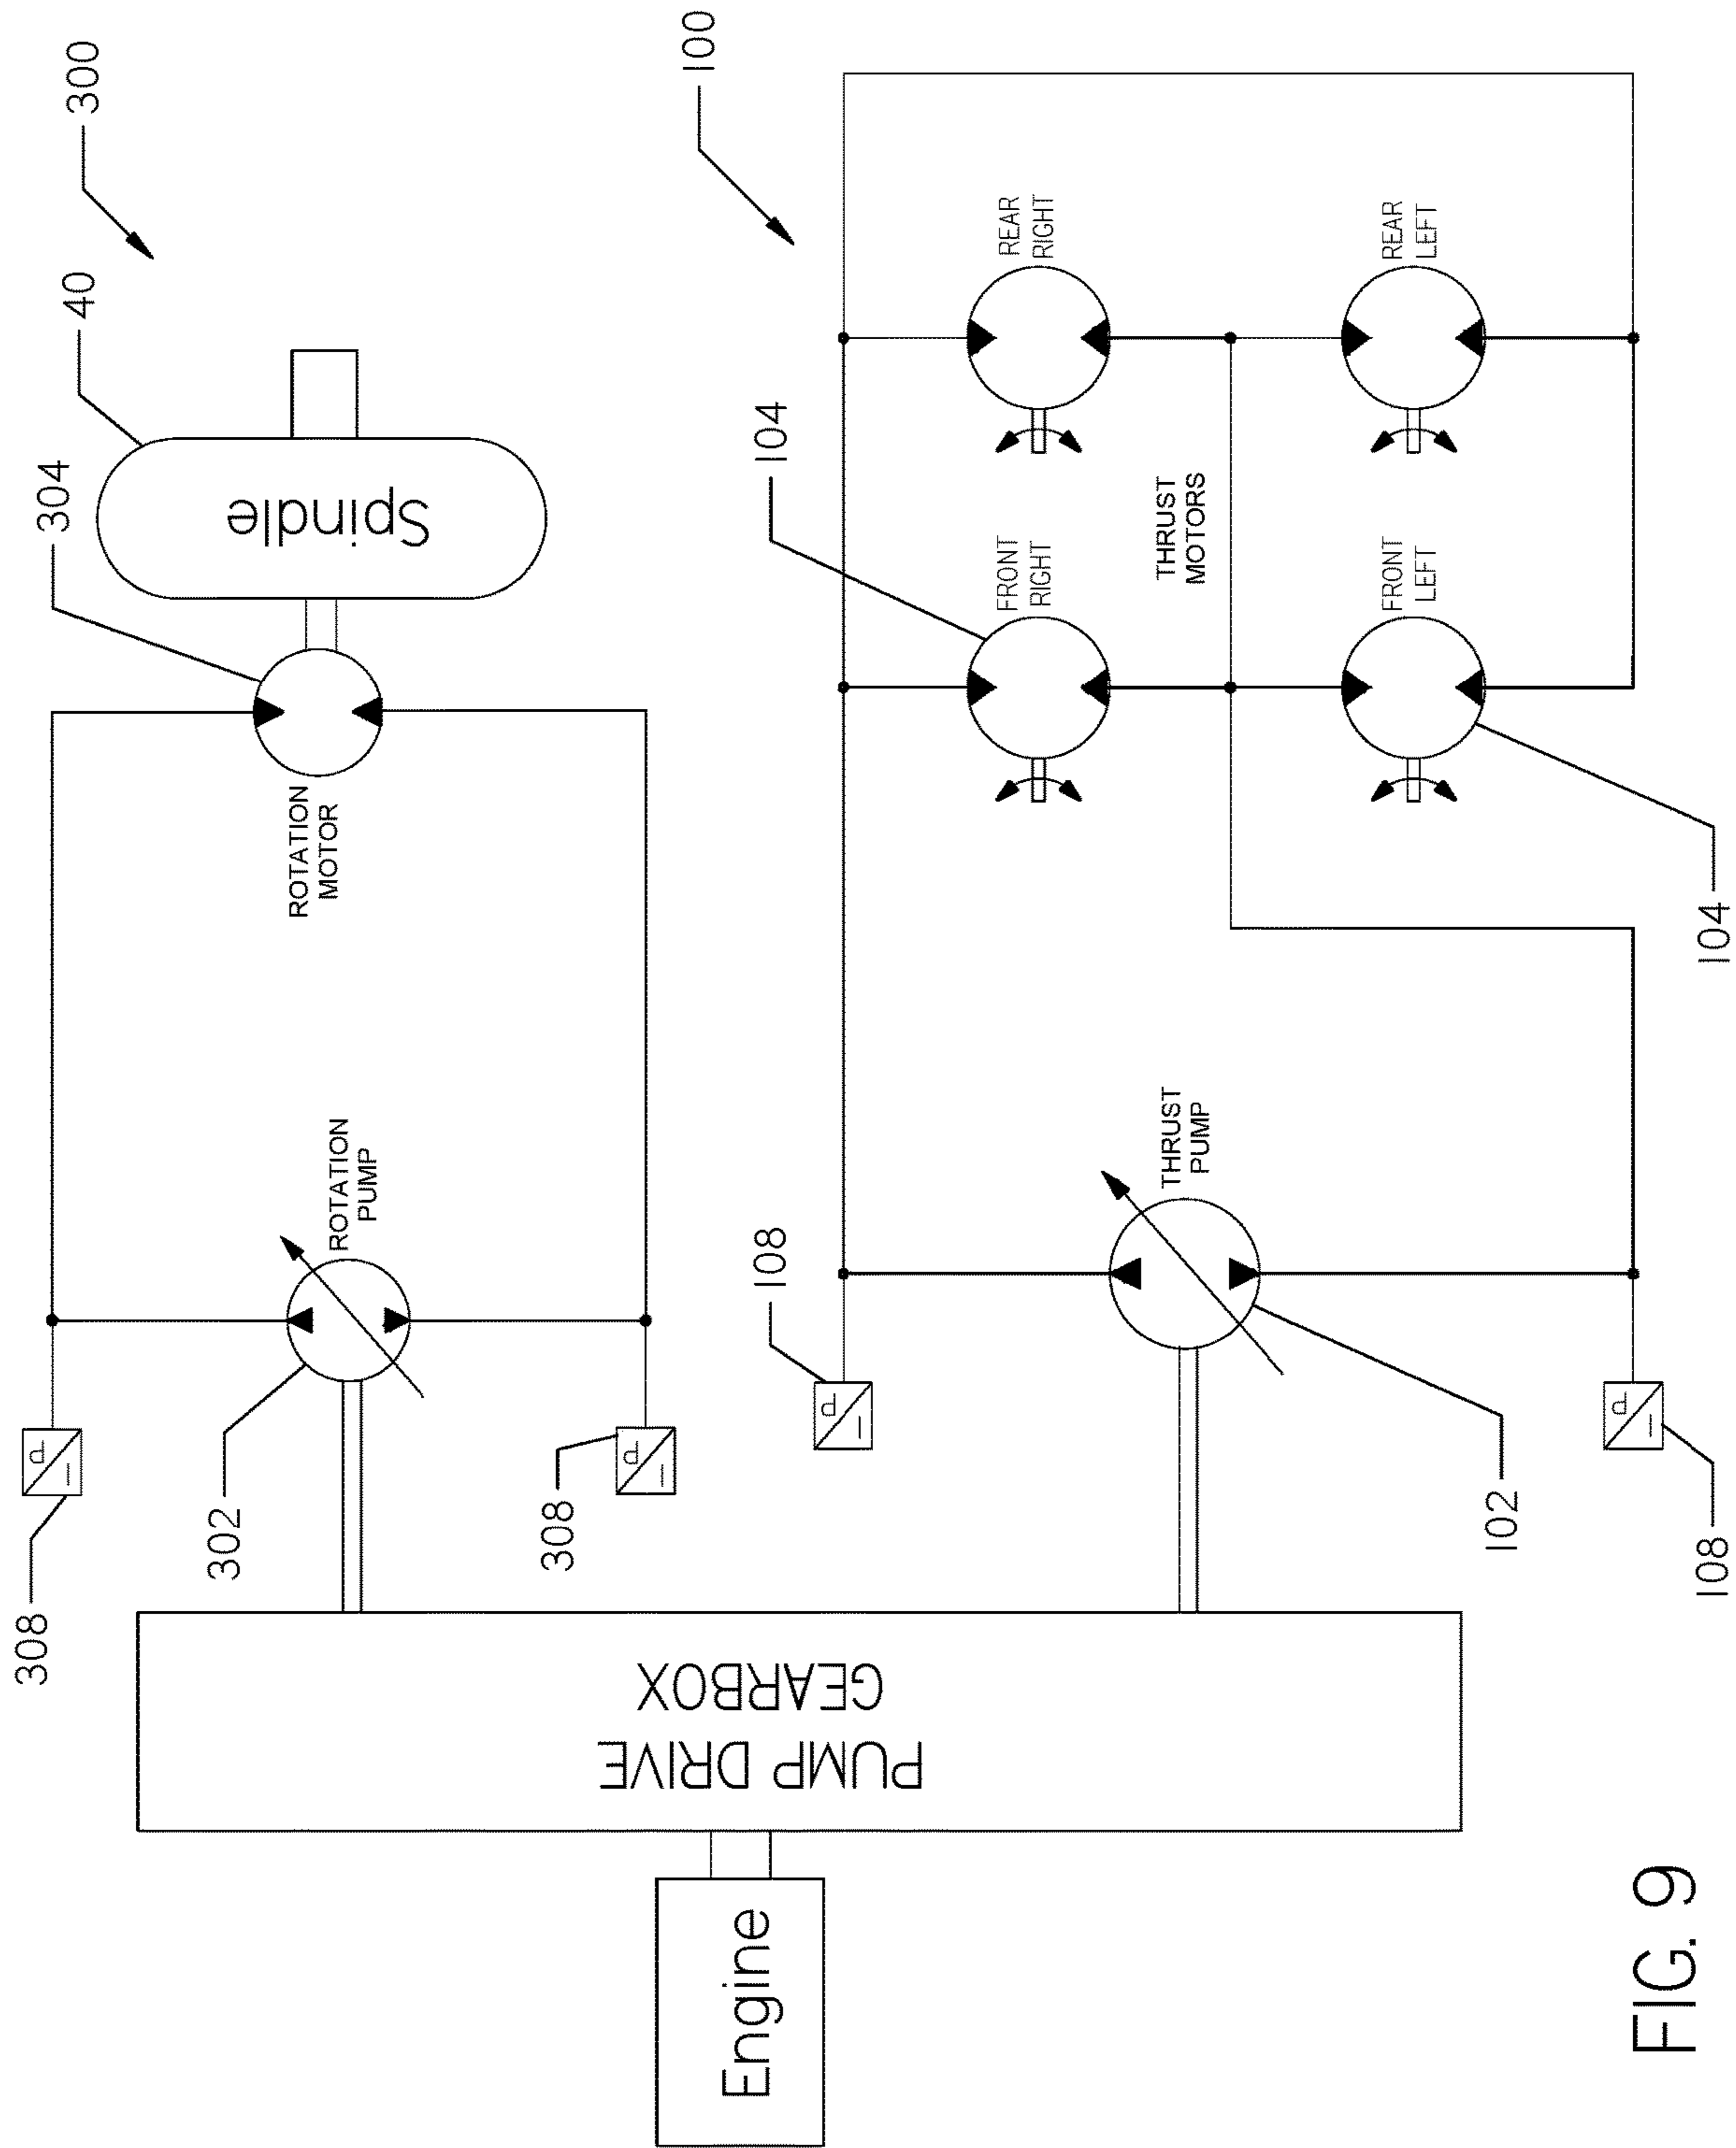 300
40
304
Spindle
ROTATION
MOTOR
ROTATION
PUMP
308
302
308
P
I
P
I
PUMP DRIVE
GEARBOX
Engine
100
104
REAR
RIGHT
REAR
LEFT
FRONT
RIGHT
FRONT
LEFT
THRUST
MOTORS
104
THRUST
PUMP
108
P
I
P
I
102
108
FIG. 9